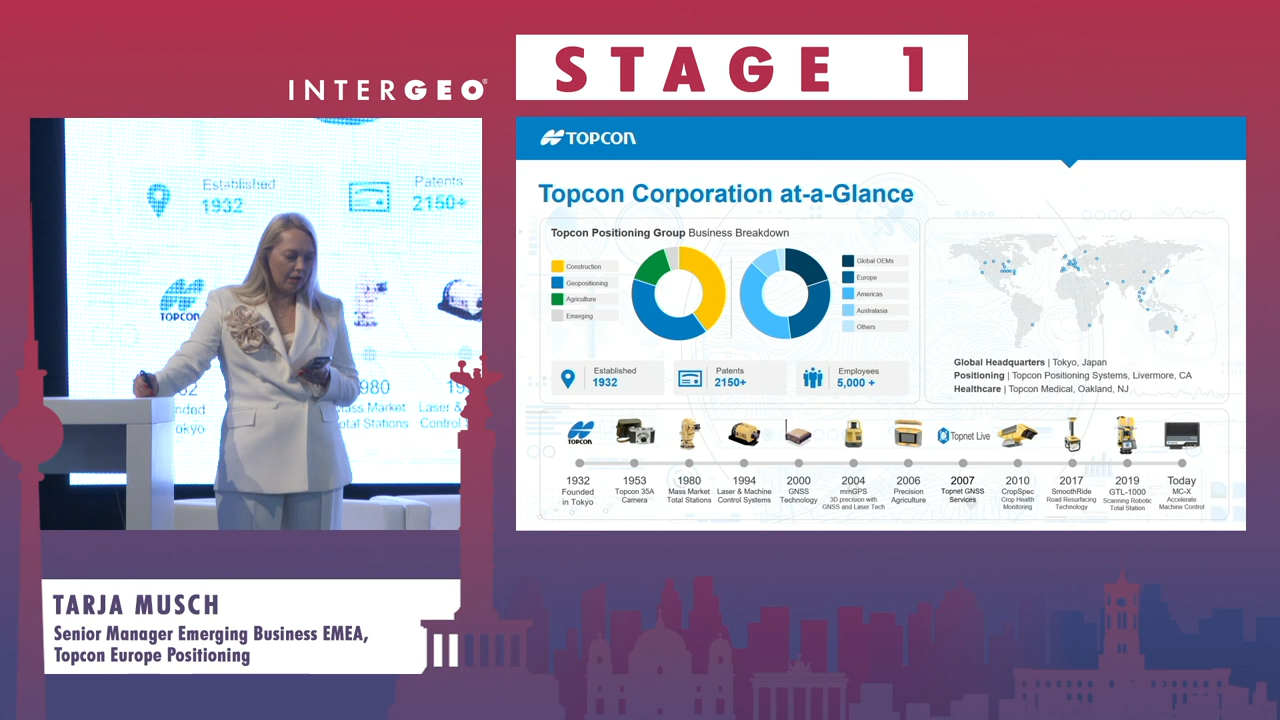 INTERGEO®
STAGE 1
Established
1932
Patents
2150+
TOPCON
1980
Mass Market
Total Stations
Laser &
Control
TARJA MUSCH
Senior Manager Emerging Business EMEA,
Topcon Europe Positioning
TOPCON
Topcon Corporation at-a-Glance
Topcon Positioning Group Business Breakdown
Construction
Geopositioning
Agriculture
Emerging
Global OEMs
Europe
Americas
Australasia
Others
Established
1932
Patents
2150+
Employees
5,000 +
Global Headquarters | Tokyo, Japan
Positioning | Topcon Positioning Systems, Livermore, CA
Healthcare | Topcon Medical, Oakland, NJ
TOPCON
Topnet Live
1932
Founded
in Tokyo
1953
Topcon 35A
Camera
1980
Mass Market
Total Stations
1994
Laser & Machine
Control Systems
2000
GNSS
Technology
2004
mmGPS
3D precision with
GNSS and Laser Tech
2006
Precision
Agriculture
2007
Topnet GNSS
Services
2010
CropSpec
Crop Health
Monitoring
2017
SmoothRide
Road Resurfacing
Technology
2019
GTL-1000
Scanning Robotic
Total Station
Today
MC-X
Accelerate
Machine Control